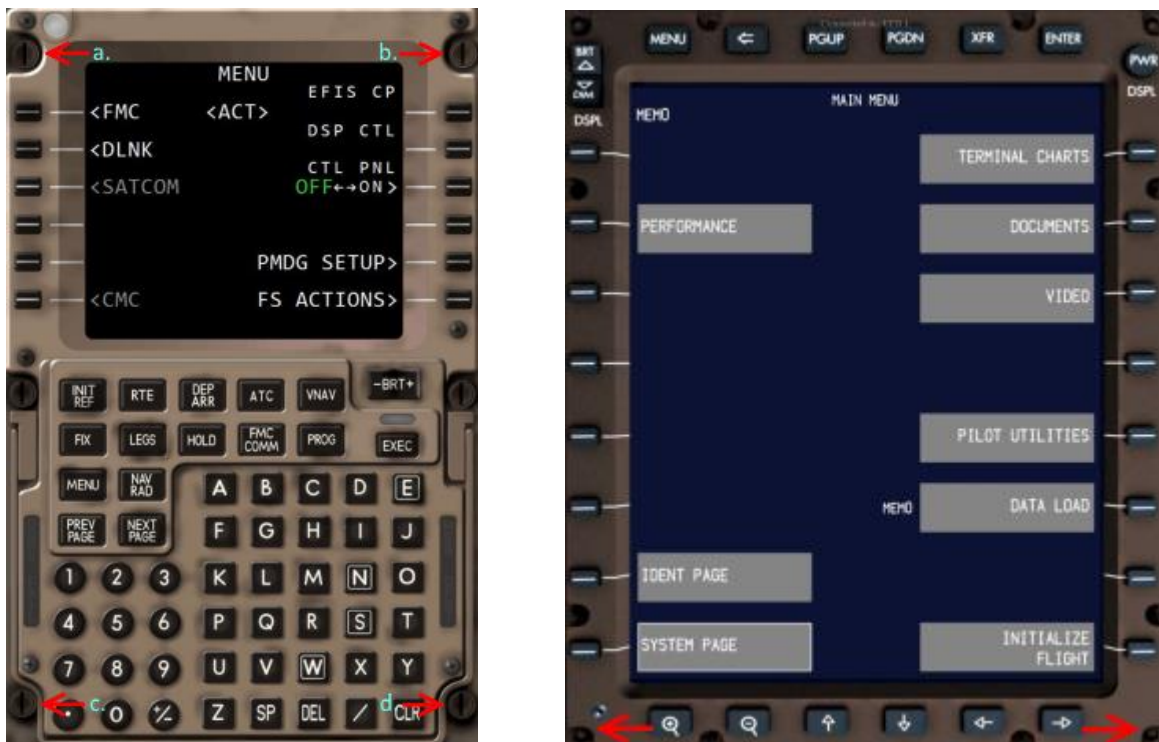 a.
b.
MENU
EFIS CP
<FMC <ACT>
DSP CTL
<DLNK
CTL PNL
<SATCOM OFF←→ON>
PMDG SETUP>
<CMC FS ACTIONS>
INIT REF RTE DEP ARR ATC VNAV -BRT+
FIX LEGS HOLD FMC COMM PROG EXEC
MENU NAV RAD A B C D E
PREV PAGE NEXT PAGE F G H I J
1 2 3 K L M N O
4 5 6 P Q R S T
7 8 9 U V W X Y
c. d.
. 0 +/- Z SP DEL / CLR
MENU ⇐ PGUP PGDN XFR ENTER
BRT
PWR
DIM
DSPL
DSPL
MAIN MENU
MEMO
TERMINAL CHARTS
PERFORMANCE DOCUMENTS
VIDEO
PILOT UTILITIES
MEMO DATA LOAD
IDENT PAGE
SYSTEM PAGE INITIALIZE
FLIGHT